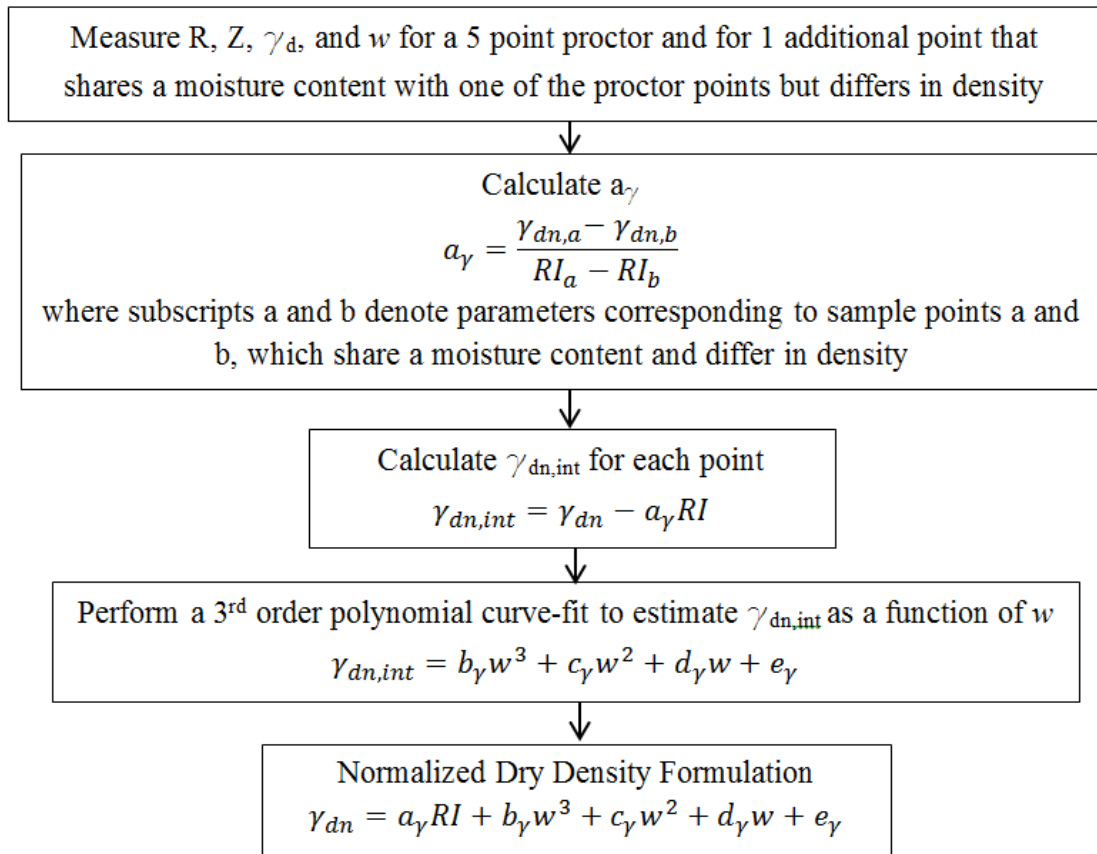 Measure R, Z, γd, and w for a 5 point proctor and for 1 additional point that
shares a moisture content with one of the proctor points but differs in density
Calculate aγ
aγ = (γdn,a − γdn,b) / (RIa − RIb)
where subscripts a and b denote parameters corresponding to sample points a and
b, which share a moisture content and differ in density
Calculate γdn,int for each point
γdn,int = γdn − aγRI
Perform a 3rd order polynomial curve-fit to estimate γdn,int as a function of w
γdn,int = bγw³ + cγw² + dγw + eγ
Normalized Dry Density Formulation
γdn = aγRI + bγw³ + cγw² + dγw + eγ